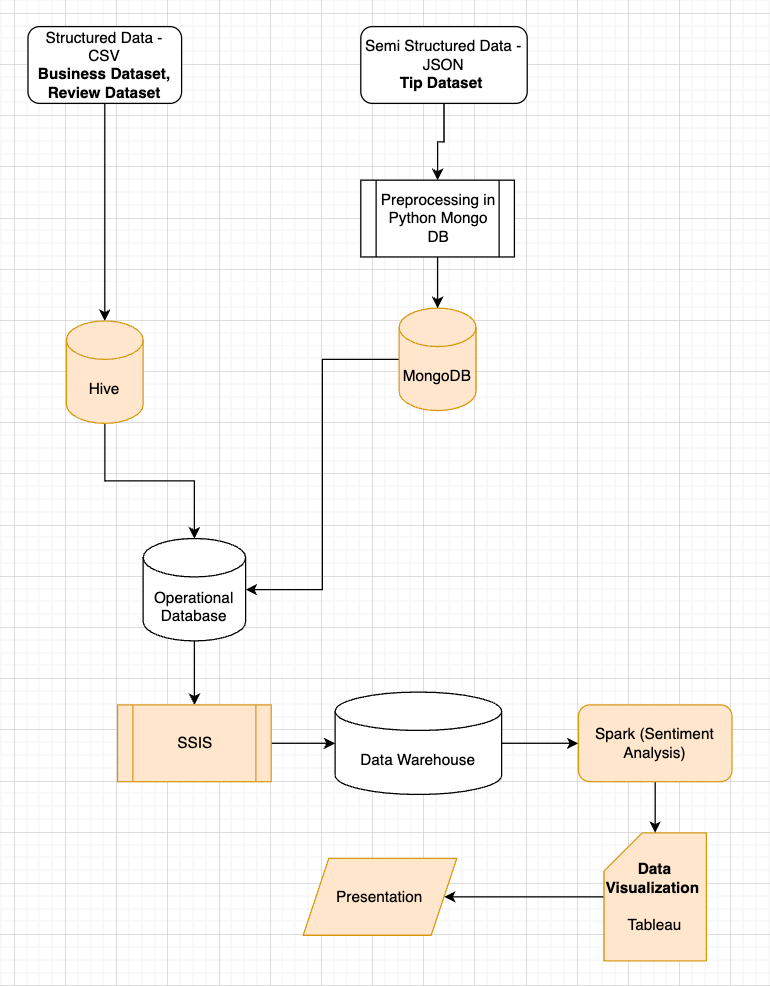 Structured Data -
CSV
Business Dataset,
Review Dataset
Semi Structured Data -
JSON
Tip Dataset
Preprocessing in
Python Mongo
DB
Hive
MongoDB
Operational
Database
SSIS
Data Warehouse
Spark (Sentiment
Analysis)
Data
Visualization
Tableau
Presentation